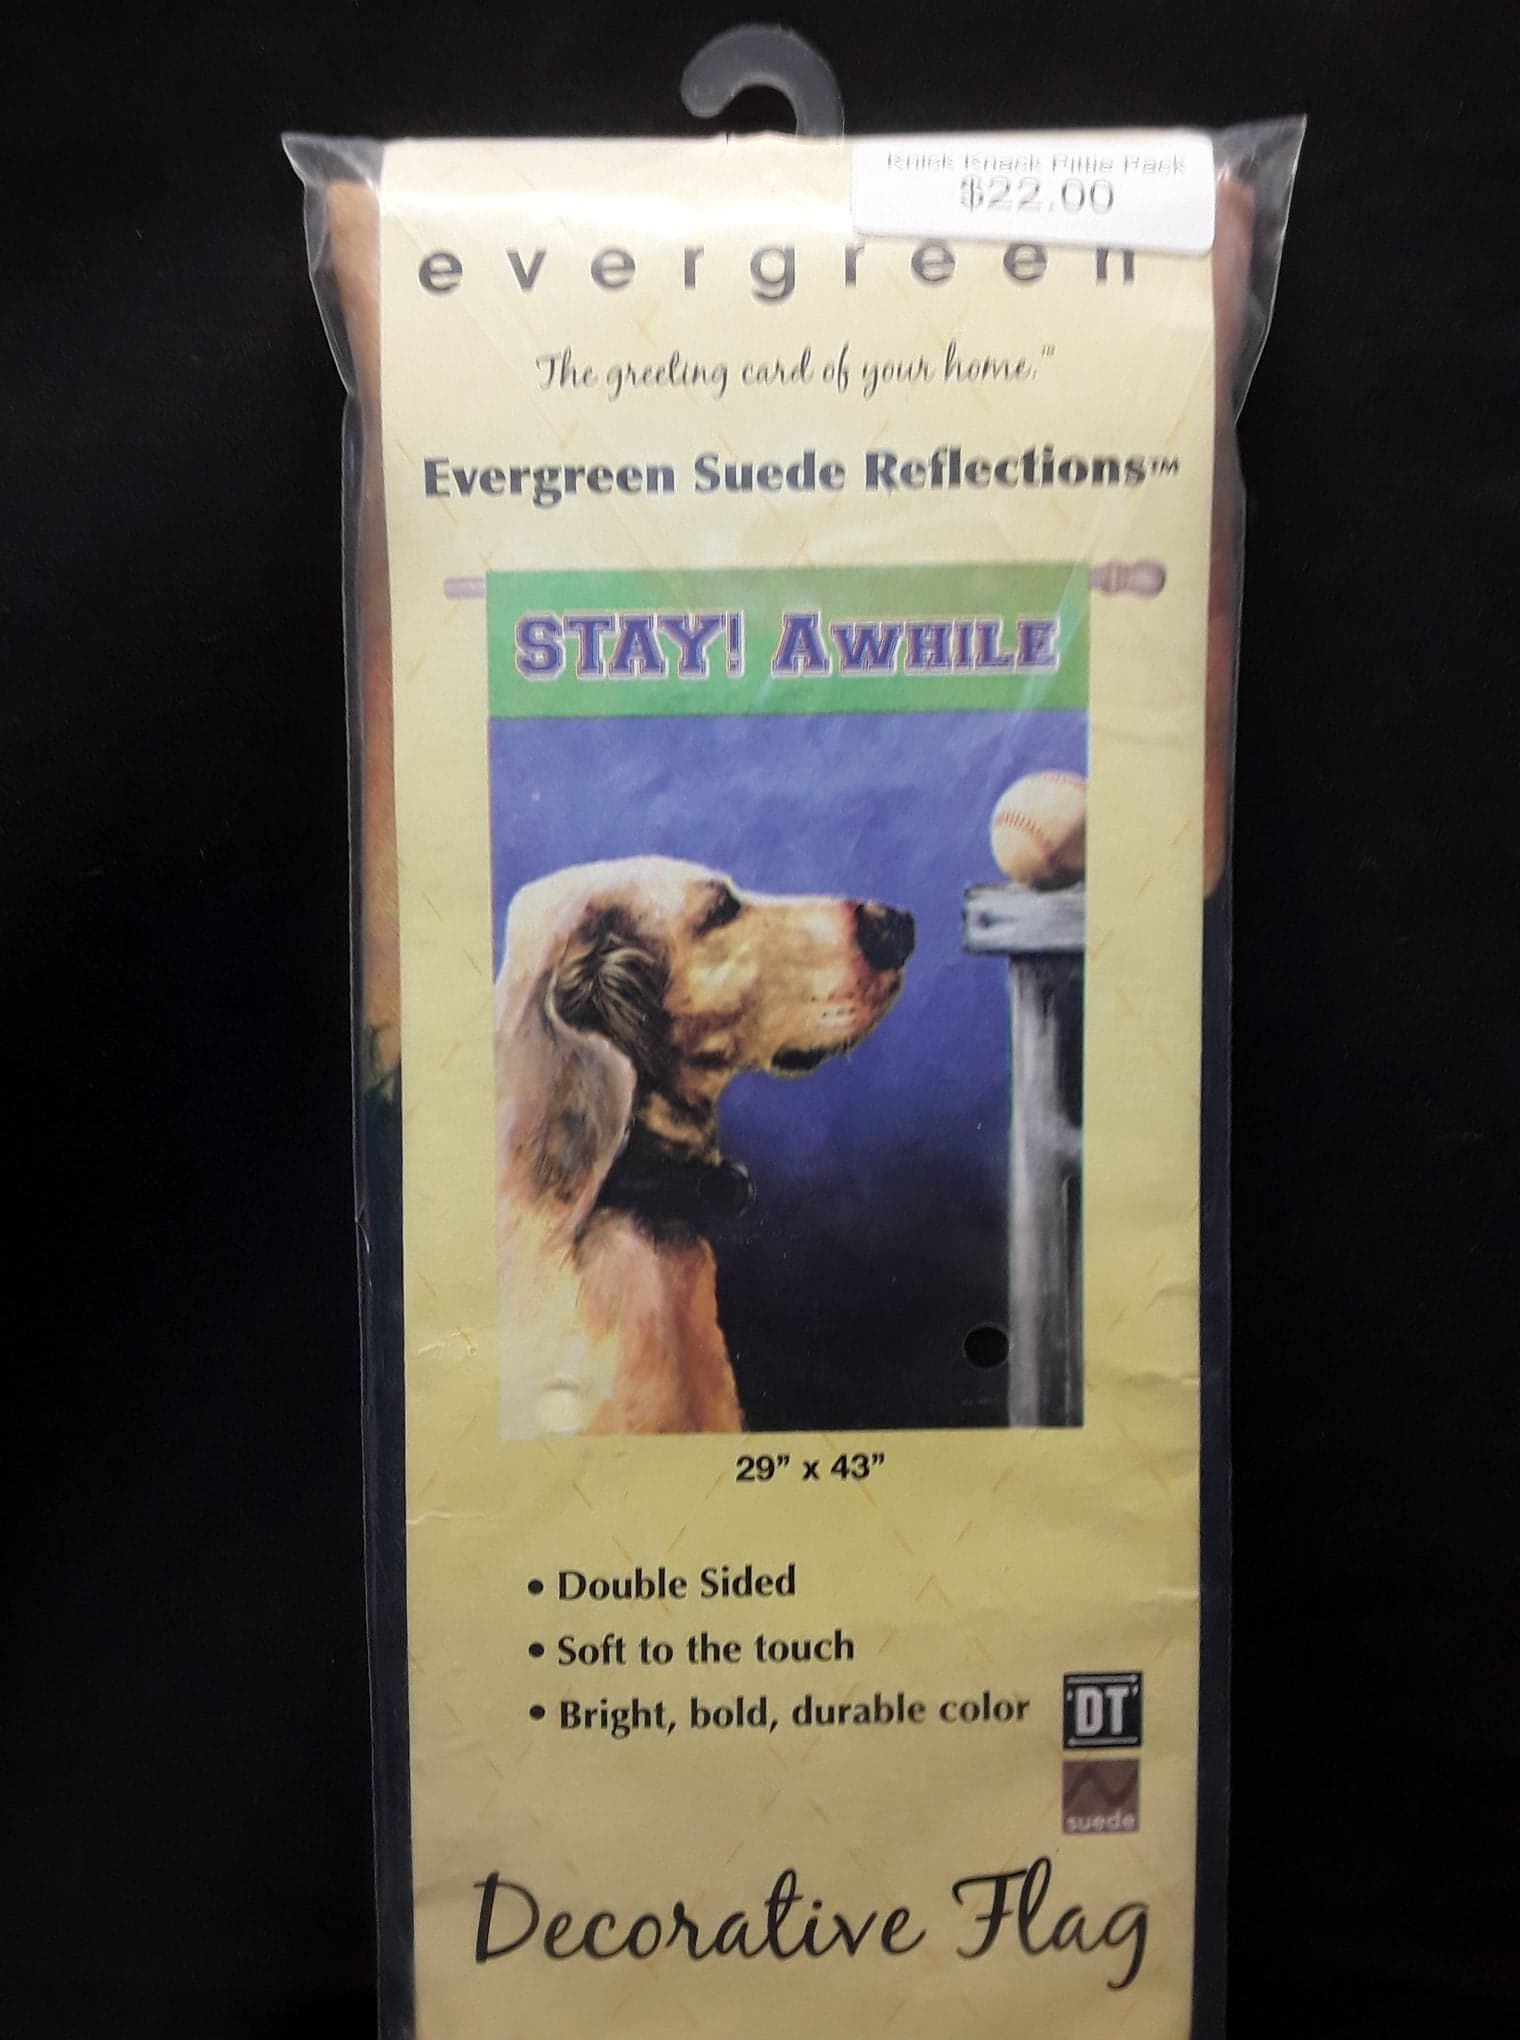 Knick Knack Pattie Pack
$22.00
evergreen
The greeting card of your home.™
Evergreen Suede Reflections™
STAY! AWHILE
29” x 43”
• Double Sided
• Soft to the touch
• Bright, bold, durable color
'DT'
suede
Decorative Flag